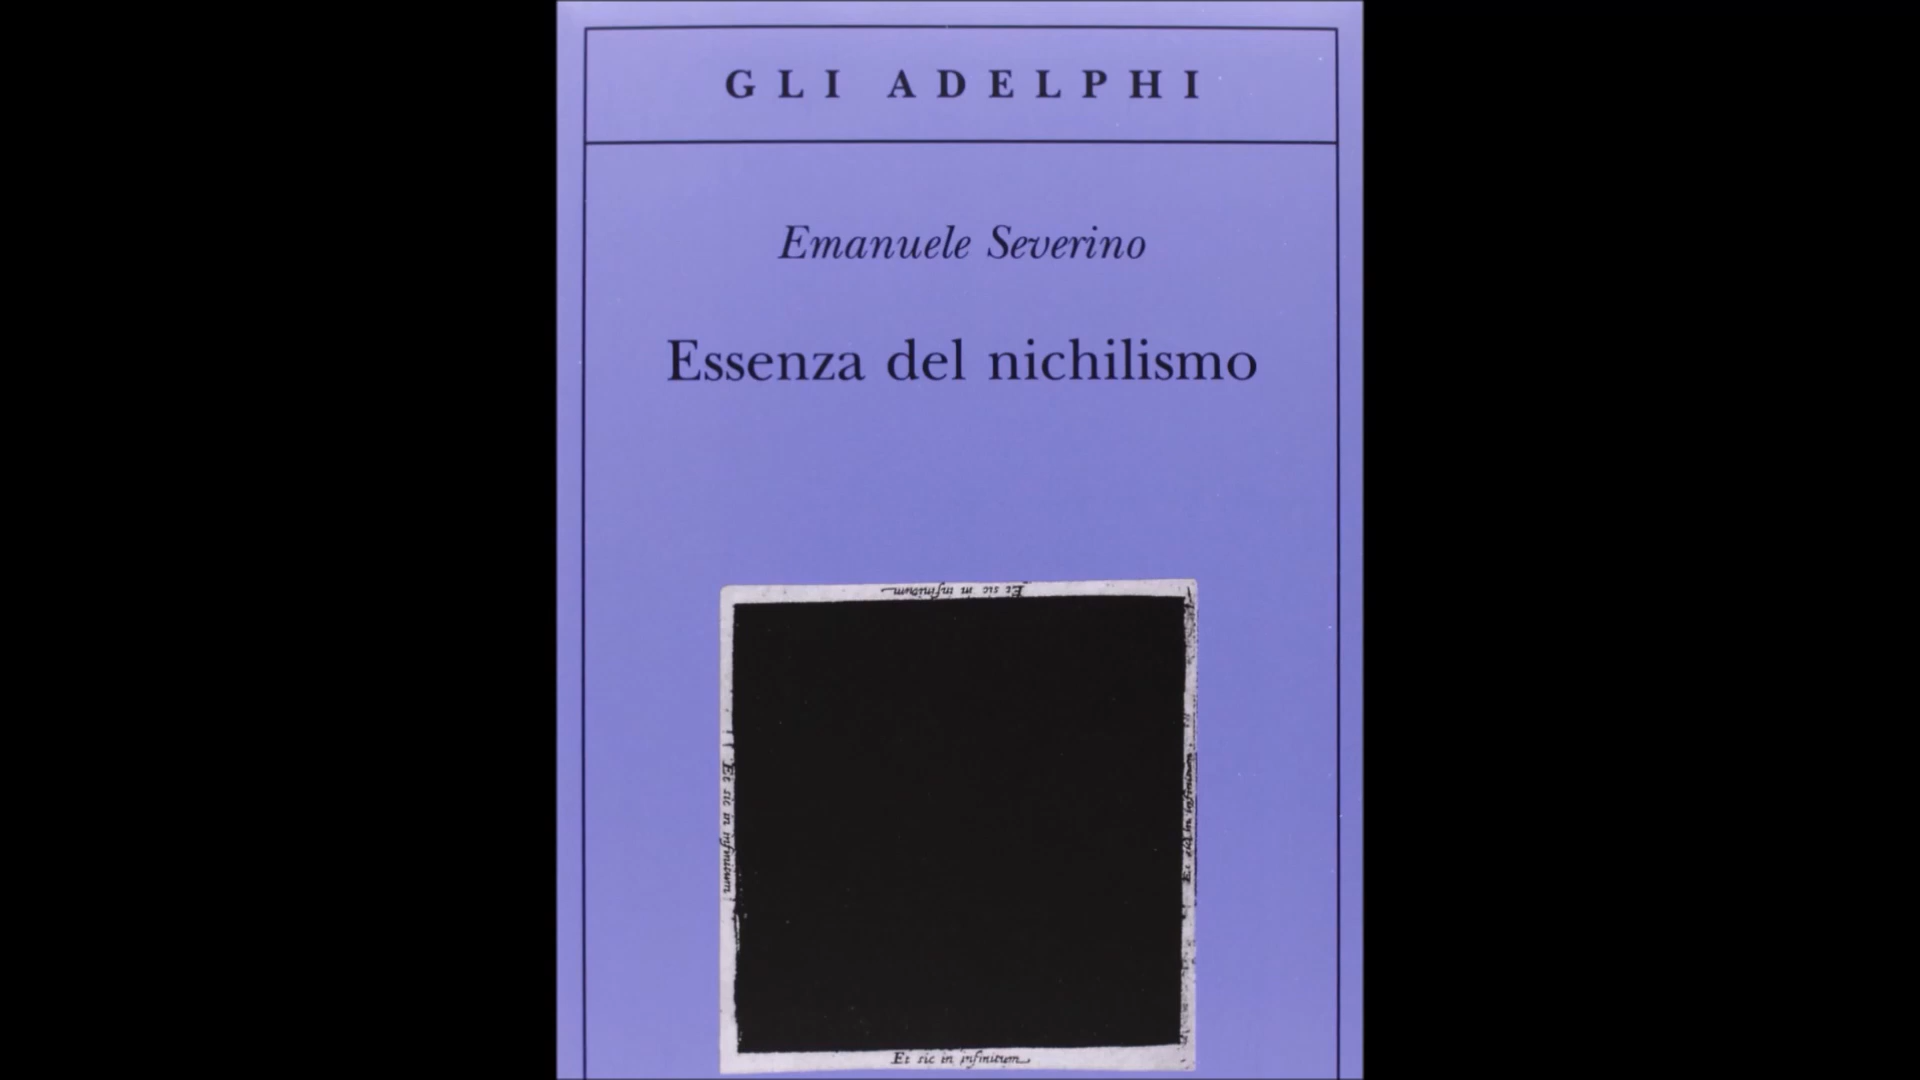 GLI ADELPHI
Emanuele Severino
Essenza del nichilismo
Et sic in infinitum
Et sic in infinitum
Et sic in infinitum
Et sic in infinitum